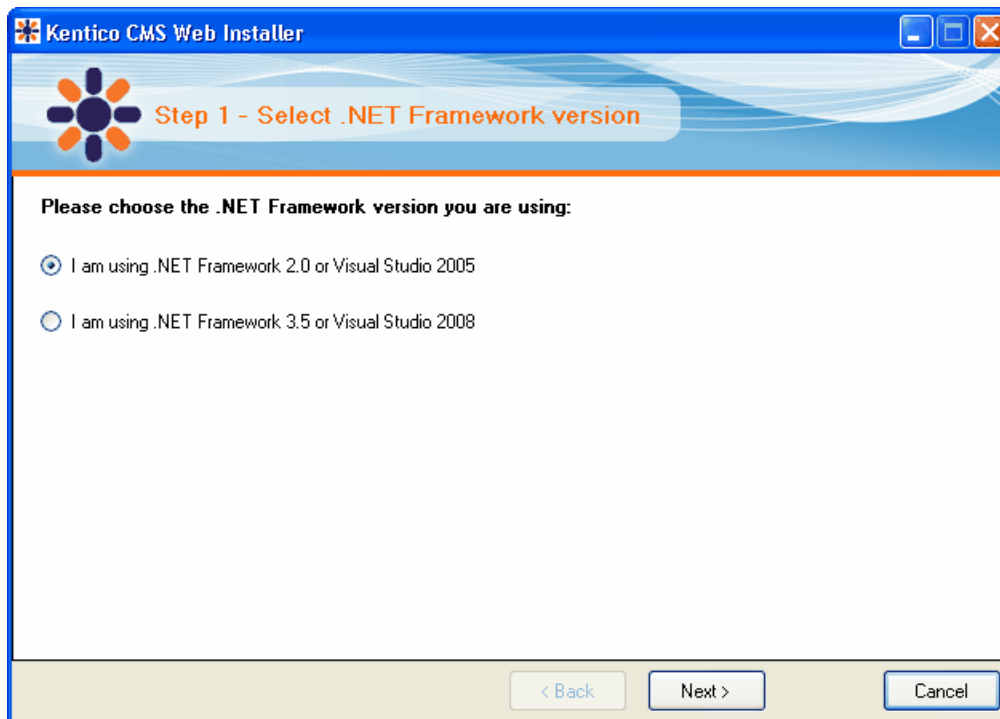 Kentico CMS Web Installer
Step 1 - Select .NET Framework version
Please choose the .NET Framework version you are using:
I am using .NET Framework 2.0 or Visual Studio 2005
I am using .NET Framework 3.5 or Visual Studio 2008
< Back Next > Cancel